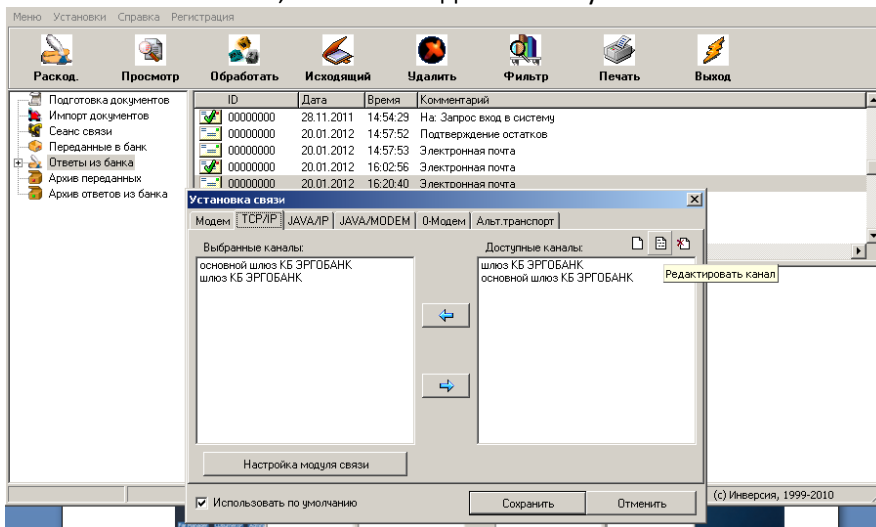 Меню Установки Справка Регистрация
Раскод. Просмотр Обработать Исходящий Удалить Фильтр Печать Выход
Подготовка документов
Импорт документов
Сеанс связи
Переданные в банк
Ответы из банка
Архив переданных
Архив ответов из банка
ID Дата Время Комментарий
00000000 28.11.2011 14:54:29 На: Запрос вход в систему
00000000 20.01.2012 14:57:52 Подтверждение остатков
00000000 20.01.2012 14:57:53 Электронная почта
00000000 20.01.2012 16:02:56 Электронная почта
00000000 20.01.2012 16:20:40 Электронная почта
Установка связи
Модем TCP/IP JAVA/IP JAVA/MODEM 0-Модем Альт.транспорт
Выбранные каналы:
основной шлюз КБ ЭРГОБАНК
шлюз КБ ЭРГОБАНК
Доступные каналы:
шлюз КБ ЭРГОБАНК
основной шлюз КБ ЭРГОБАНК
Редактировать канал
Настройка модуля связи
Использовать по умолчанию
Сохранить Отменить
(с) Инверсия, 1999-2010